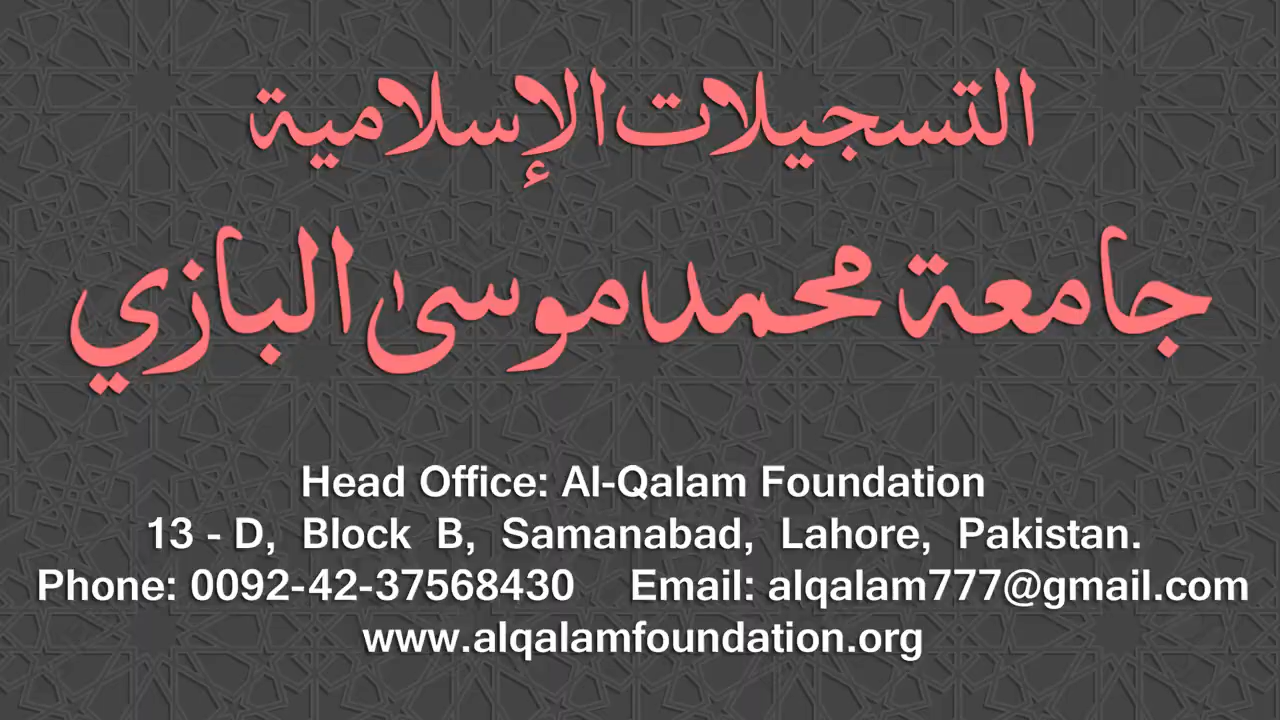 التسجيلات الإسلامية
جامعة محمد موسىٰ البازي
Head Office: Al-Qalam Foundation
13 - D, Block B, Samanabad, Lahore, Pakistan.
Phone: 0092-42-37568430 Email: alqalam777@gmail.com
www.alqalamfoundation.org